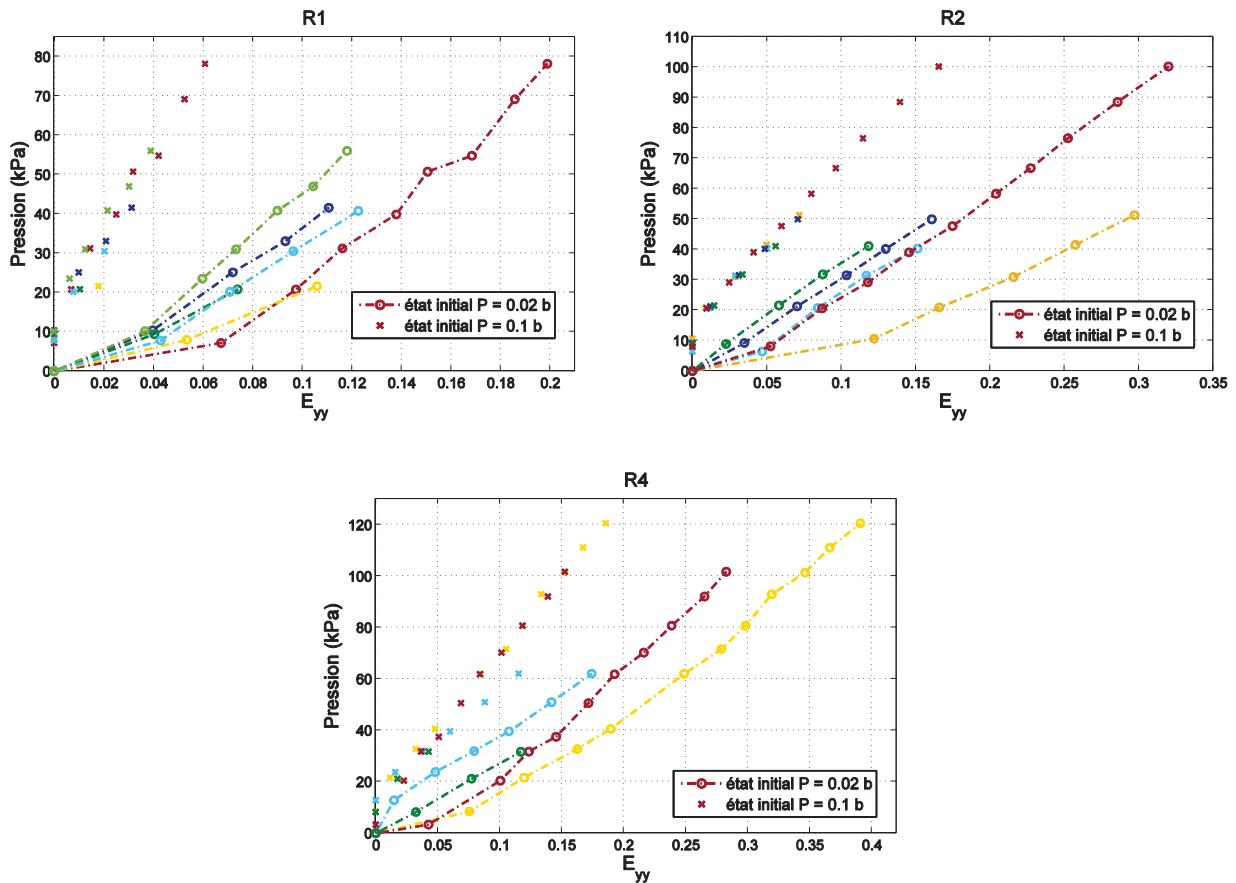 R1
Pression (kPa)
80
70
60
50
40
30
20
10
0
0 0.02 0.04 0.06 0.08 0.1 0.12 0.14 0.16 0.18 0.2
E_yy
état initial P = 0.02 b
état initial P = 0.1 b
R2
Pression (kPa)
110
100
90
80
70
60
50
40
30
20
10
0
0 0.05 0.1 0.15 0.2 0.25 0.3 0.35
E_yy
état initial P = 0.02 b
état initial P = 0.1 b
R4
Pression (kPa)
120
100
80
60
40
20
0
0 0.05 0.1 0.15 0.2 0.25 0.3 0.35 0.4
E_yy
état initial P = 0.02 b
état initial P = 0.1 b